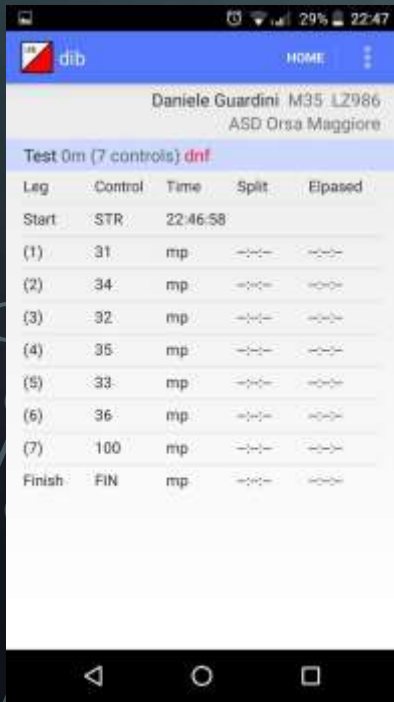 29% 22:47
dib HOME
Daniele Guardini M35 LZ986
ASD Orsa Maggiore
Test 0m (7 controls) dnf
Leg Control Time Split Elpased
Start STR 22:46:58
(1) 31 mp --:--:-- --:--:--
(2) 34 mp --:--:-- --:--:--
(3) 32 mp --:--:-- --:--:--
(4) 35 mp --:--:-- --:--:--
(5) 33 mp --:--:-- --:--:--
(6) 36 mp --:--:-- --:--:--
(7) 100 mp --:--:-- --:--:--
Finish FIN mp --:--:-- --:--:--